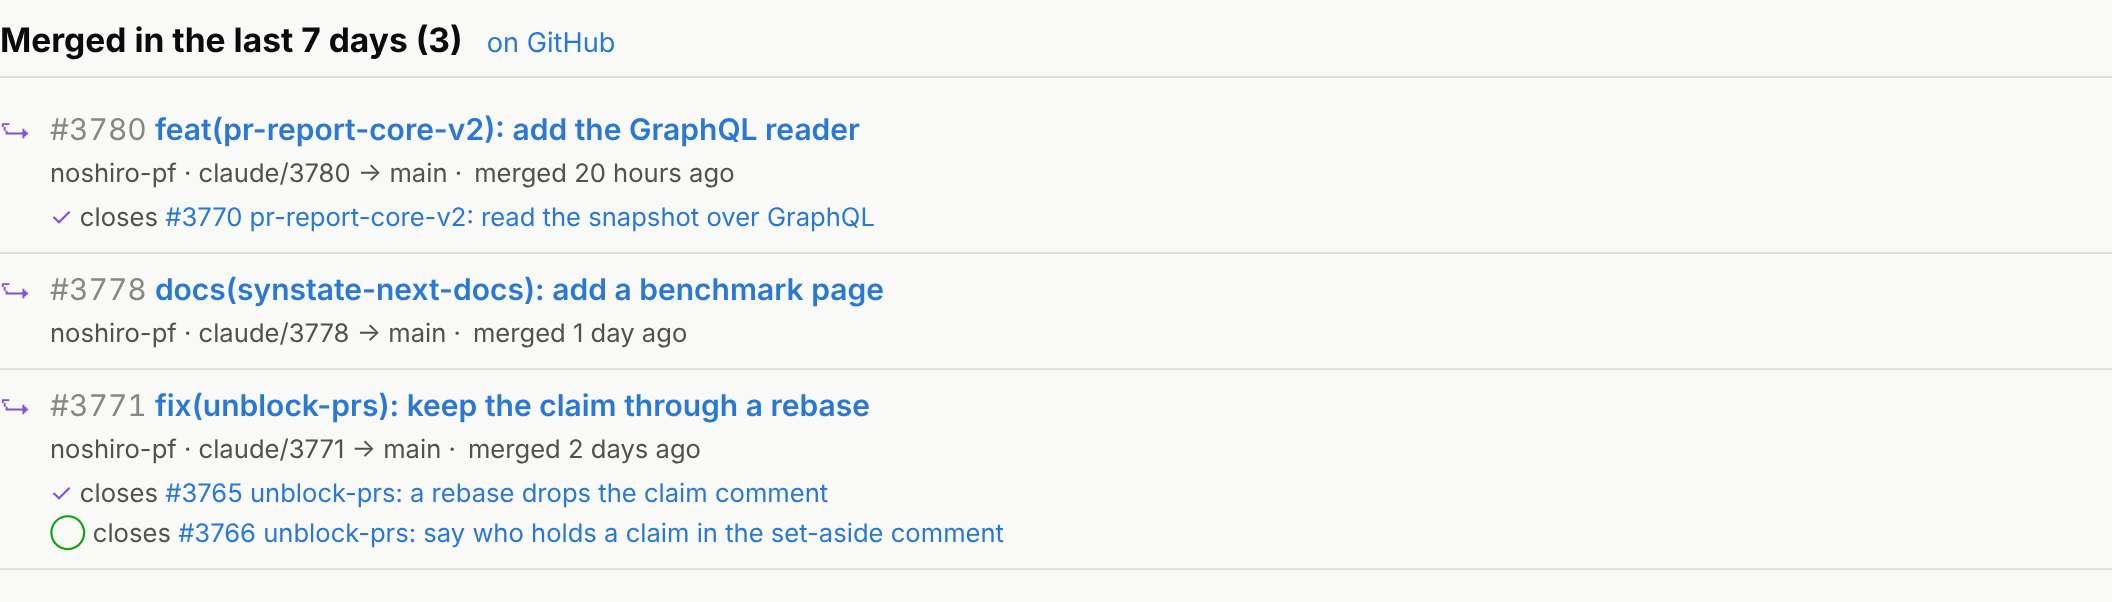 Merged in the last 7 days (3) on GitHub
#3780 feat(pr-report-core-v2): add the GraphQL reader
noshiro-pf · claude/3780 → main · merged 20 hours ago
✓ closes #3770 pr-report-core-v2: read the snapshot over GraphQL
#3778 docs(synstate-next-docs): add a benchmark page
noshiro-pf · claude/3778 → main · merged 1 day ago
#3771 fix(unblock-prs): keep the claim through a rebase
noshiro-pf · claude/3771 → main · merged 2 days ago
✓ closes #3765 unblock-prs: a rebase drops the claim comment
◯ closes #3766 unblock-prs: say who holds a claim in the set-aside comment